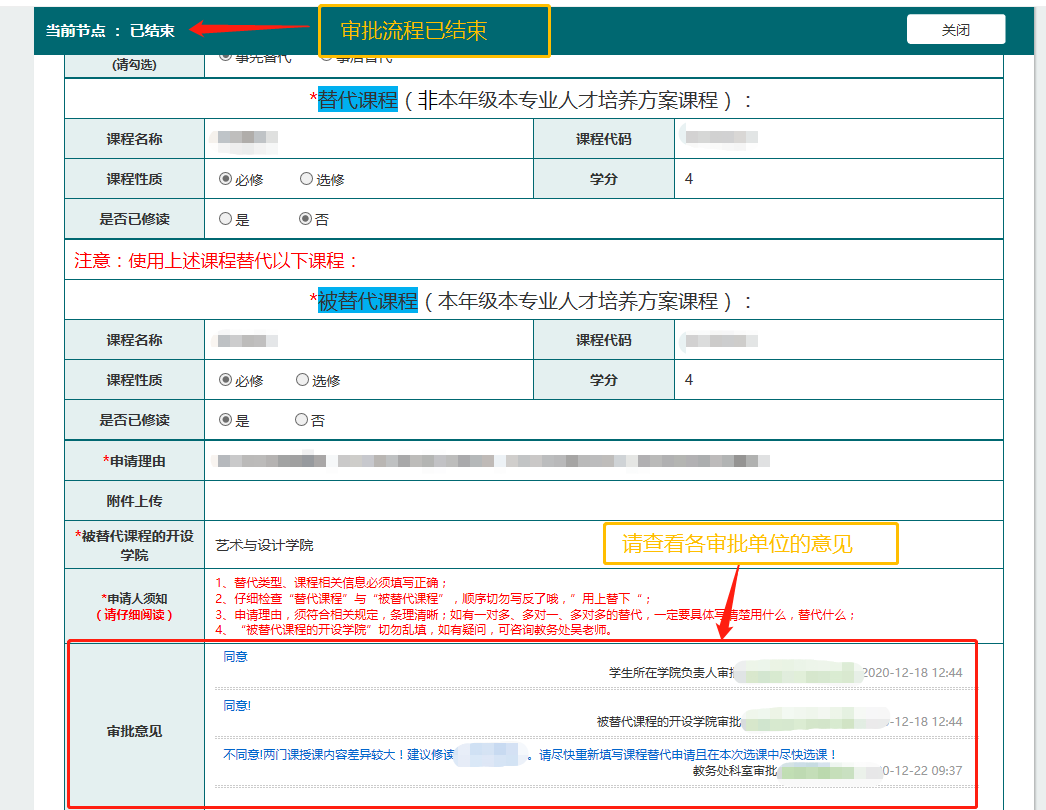 当前节点 : 已结束
审批流程已结束
关闭
(请勾选)
事先替代 事后替代
*替代课程（非本年级本专业人才培养方案课程）：
课程名称
课程代码
课程性质
必修 选修
学分
4
是否已修读
是 否
注意：使用上述课程替代以下课程：
*被替代课程（本年级本专业人才培养方案课程）：
课程名称
课程代码
课程性质
必修 选修
学分
4
是否已修读
是 否
*申请理由
附件上传
*被替代课程的开设
学院
艺术与设计学院
请查看各审批单位的意见
*申请人须知
（请仔细阅读）
1、替代类型、课程相关信息必须填写正确；
2、仔细检查“替代课程”与“被替代课程”，顺序切勿写反了哦，”用上替下“；
3、申请理由，须符合相关规定，条理清晰；如有一对多、多对一、多对多的替代，一定要具体写清楚用什么，替代什么；
4、“被替代课程的开设学院”切勿乱填，如有疑问，可咨询教务处吴老师。
审批意见
同意
学生所在学院负责人审批 2020-12-18 12:44
同意!
被替代课程的开设学院审批 -12-18 12:44
不同意!两门课授课内容差异较大！建议修读 。请尽快重新填写课程替代申请且在本次选课中尽快选课！
教务处科室审批 0-12-22 09:37